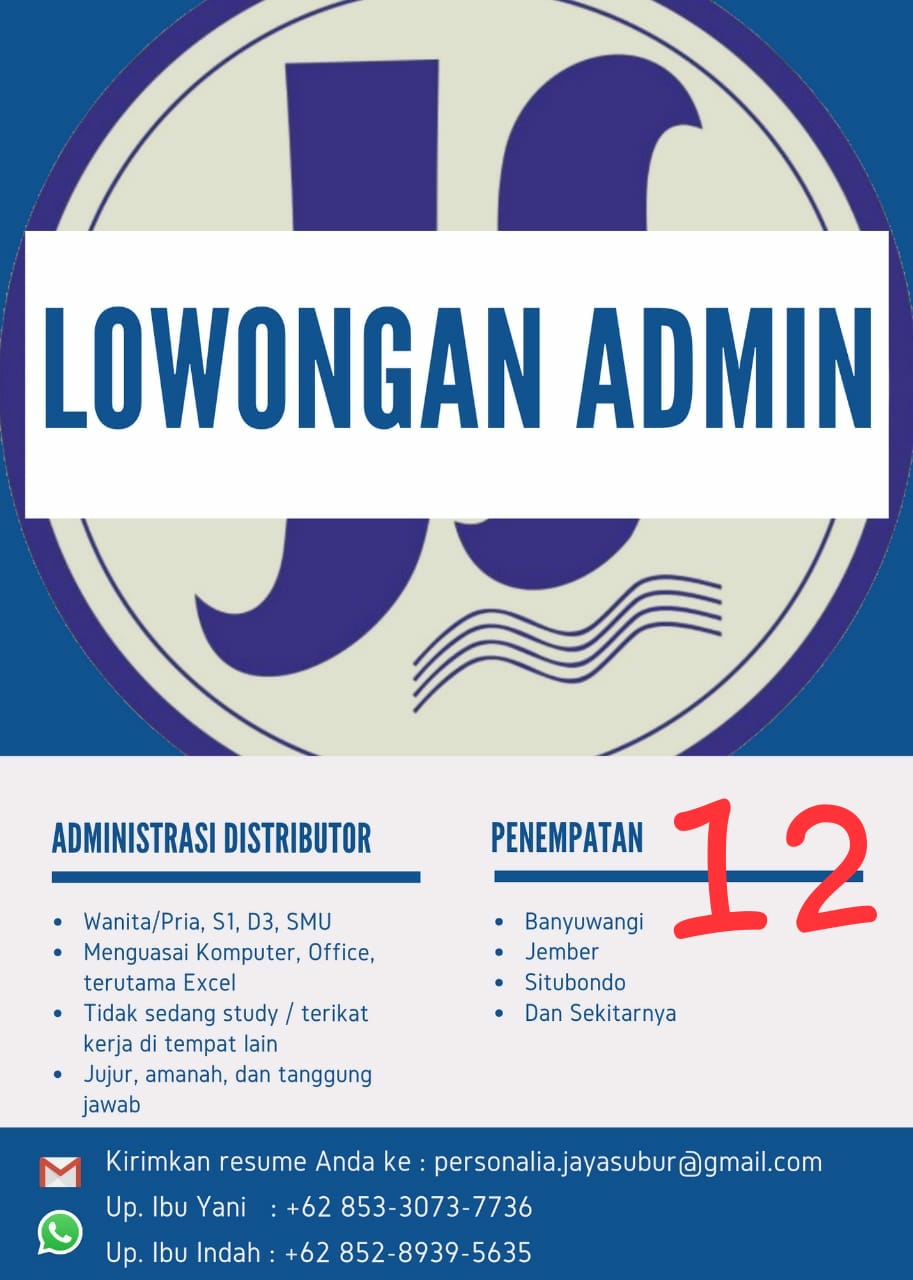 JS
LOWONGAN ADMIN
ADMINISTRASI DISTRIBUTOR
• Wanita/Pria, S1, D3, SMU
• Menguasai Komputer, Office,
terutama Excel
• Tidak sedang study / terikat
kerja di tempat lain
• Jujur, amanah, dan tanggung
jawab
PENEMPATAN
12
• Banyuwangi
• Jember
• Situbondo
• Dan Sekitarnya
Kirimkan resume Anda ke : personalia.jayasubur@gmail.com
Up. Ibu Yani : +62 853-3073-7736
Up. Ibu Indah : +62 852-8939-5635